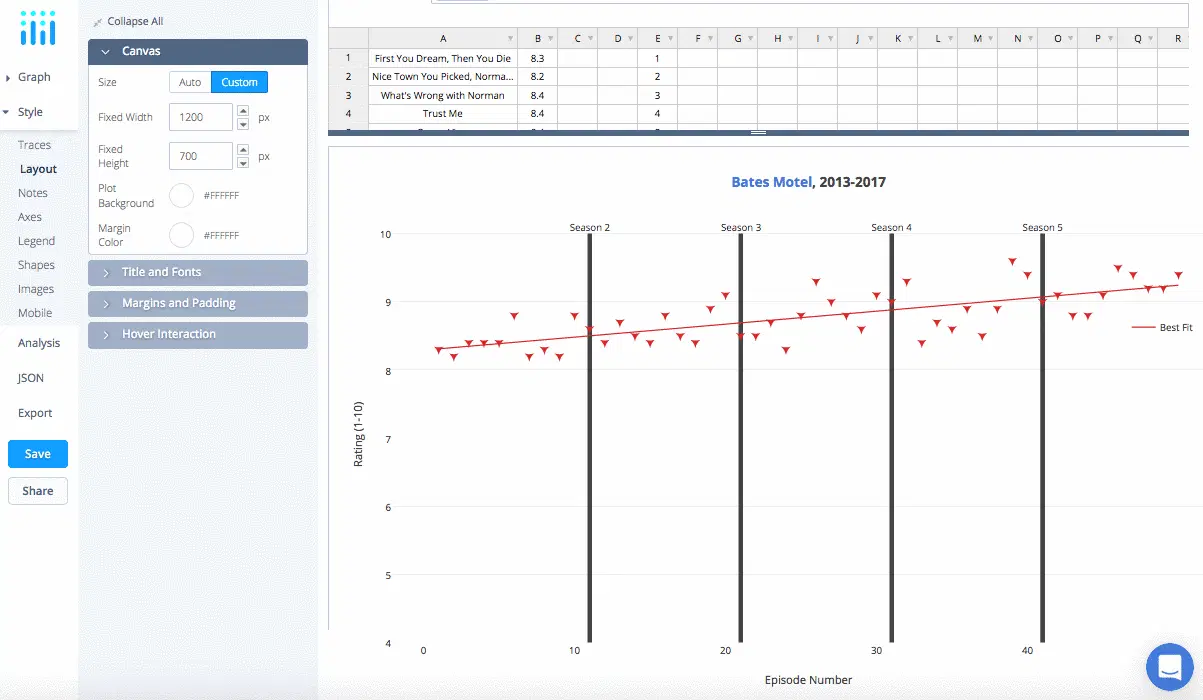 Collapse All
Graph
Style
Traces
Layout
Notes
Axes
Legend
Shapes
Images
Mobile
Analysis
JSON
Export
Save
Share
Canvas
Size Auto Custom
Fixed Width 1200 px
Fixed
Height 700 px
Plot
Background #FFFFFF
Margin
Color #FFFFFF
Title and Fonts
Margins and Padding
Hover Interaction
A B C D E F G H I J K L M N O P Q R
1 First You Dream, Then You Die 8.3 1
2 Nice Town You Picked, Norma... 8.2 2
3 What's Wrong with Norman 8.4 3
4 Trust Me 8.4 4
Bates Motel, 2013-2017
Season 2 Season 3 Season 4 Season 5
10
9
8
7
6
5
4
Rating (1-10)
Best Fit
0 10 20 30 40
Episode Number